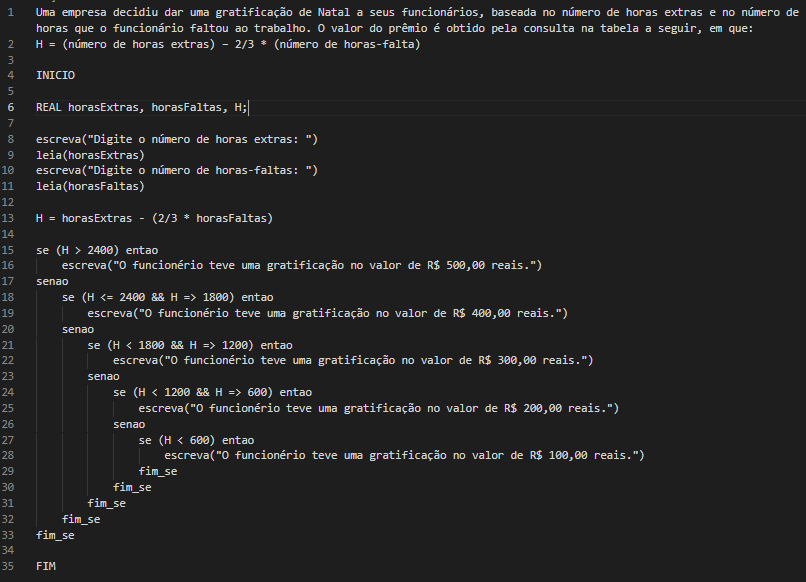 1 Uma empresa decidiu dar uma gratificação de Natal a seus funcionários, baseada no número de horas extras e no número de
horas que o funcionário faltou ao trabalho. O valor do prêmio é obtido pela consulta na tabela a seguir, em que:
2 H = (número de horas extras) – 2/3 * (número de horas-falta)
3
4 INICIO
5
6 REAL horasExtras, horasFaltas, H;
7
8 escreva("Digite o número de horas extras: ")
9 leia(horasExtras)
10 escreva("Digite o número de horas-faltas: ")
11 leia(horasFaltas)
12
13 H = horasExtras - (2/3 * horasFaltas)
14
15 se (H > 2400) entao
16 escreva("O funcionério teve uma gratificação no valor de R$ 500,00 reais.")
17 senao
18 se (H <= 2400 && H => 1800) entao
19 escreva("O funcionério teve uma gratificação no valor de R$ 400,00 reais.")
20 senao
21 se (H < 1800 && H => 1200) entao
22 escreva("O funcionério teve uma gratificação no valor de R$ 300,00 reais.")
23 senao
24 se (H < 1200 && H => 600) entao
25 escreva("O funcionério teve uma gratificação no valor de R$ 200,00 reais.")
26 senao
27 se (H < 600) entao
28 escreva("O funcionério teve uma gratificação no valor de R$ 100,00 reais.")
29 fim_se
30 fim_se
31 fim_se
32 fim_se
33 fim_se
34
35 FIM